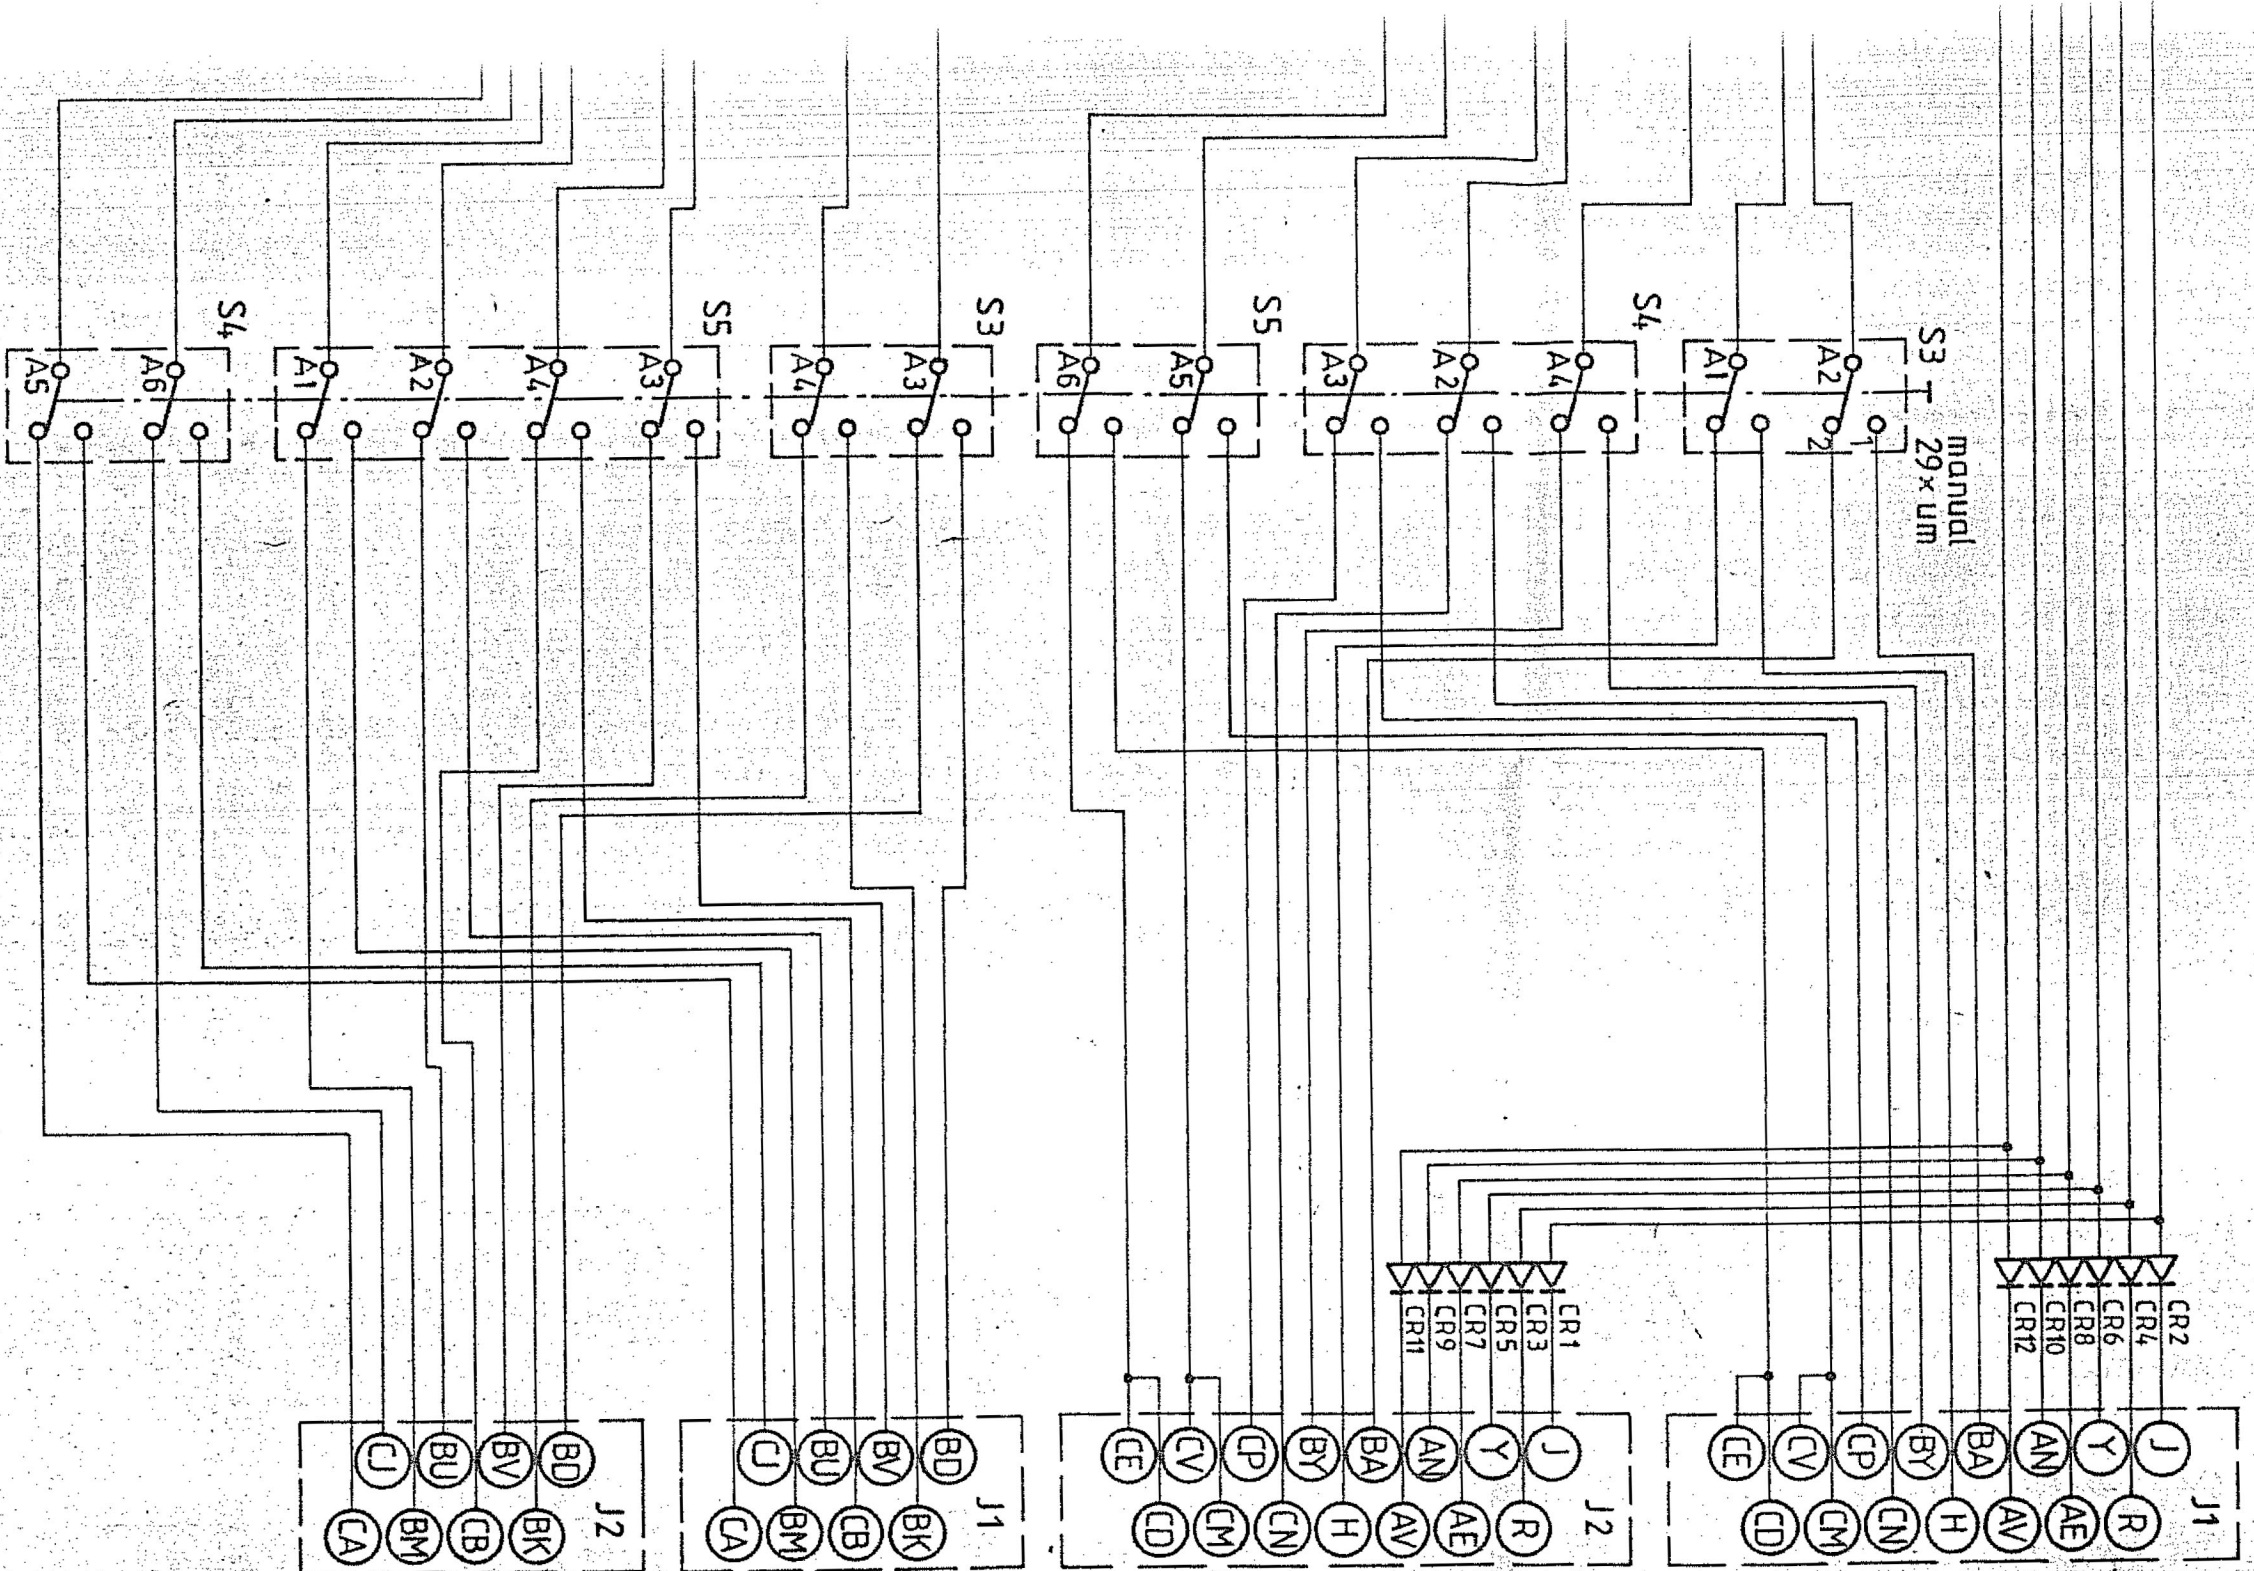 S4
S5
S3
S5
S4
S3
A5
A6
A1
A2
A4
A3
A4
A3
A6
A5
A3
A2
A4
A1
A2
2
1
manual
29 x um
CR1
CR3
CR5
CR7
CR9
CR11
CR2
CR4
CR6
CR8
CR10
CR12
CJ BU BV BD
CA BM CB BK
J2
CJ BU BV BD
CA BM CB BK
J1
CE CV CP BY BA AN Y J
CD CM CN H AV AE R
J2
CE CV CP BY BA AN Y J
CD CM CN H AV AE R
J1